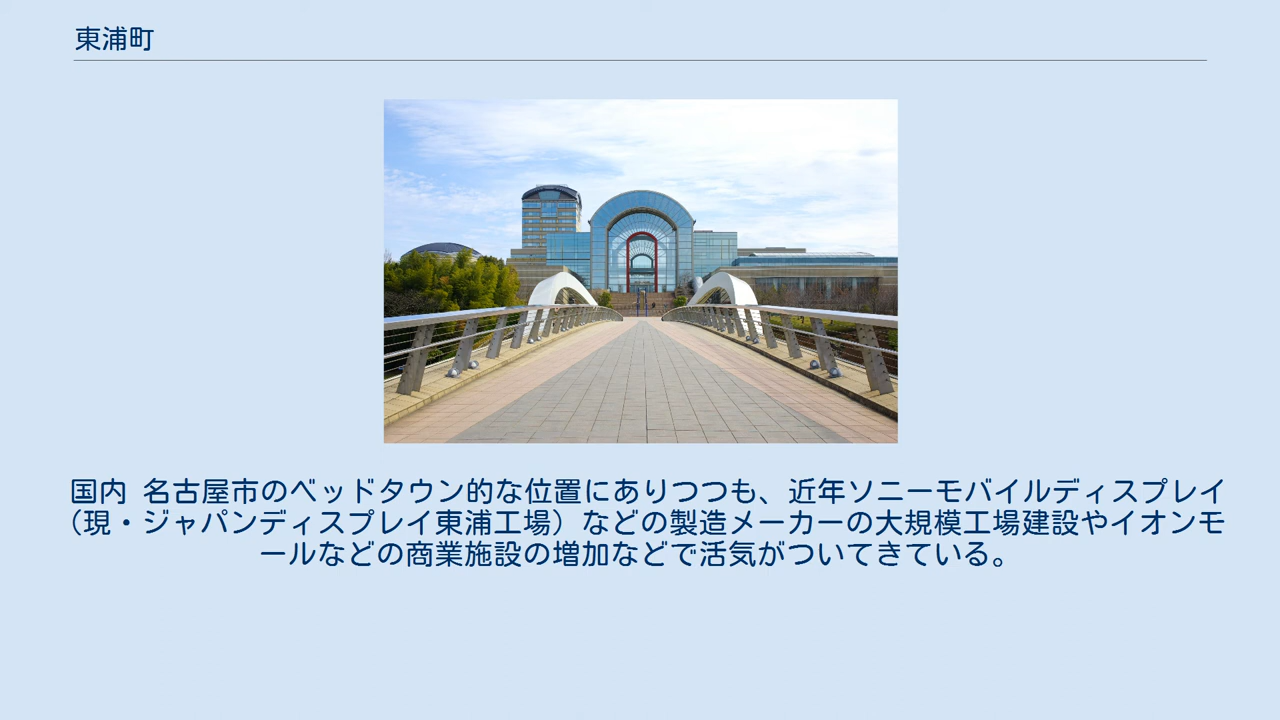 東浦町
国内 名古屋市のベッドタウン的な位置にありつつも、近年ソニーモバイルディスプレイ
（現・ジャパンディスプレイ東浦工場）などの製造メーカーの大規模工場建設やイオンモ
ールなどの商業施設の増加などで活気がついてきている。